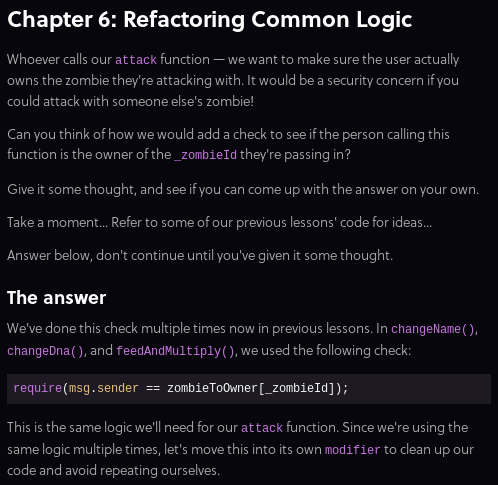 Chapter 6: Refactoring Common Logic
Whoever calls our attack function — we want to make sure the user actually
owns the zombie they're attacking with. It would be a security concern if you
could attack with someone else's zombie!
Can you think of how we would add a check to see if the person calling this
function is the owner of the _zombieId they're passing in?
Give it some thought, and see if you can come up with the answer on your own.
Take a moment... Refer to some of our previous lessons' code for ideas...
Answer below, don't continue until you've given it some thought.
The answer
We've done this check multiple times now in previous lessons. In changeName(),
changeDna(), and feedAndMultiply(), we used the following check:
require(msg.sender == zombieToOwner[_zombieId]);
This is the same logic we'll need for our attack function. Since we're using the
same logic multiple times, let's move this into its own modifier to clean up our
code and avoid repeating ourselves.